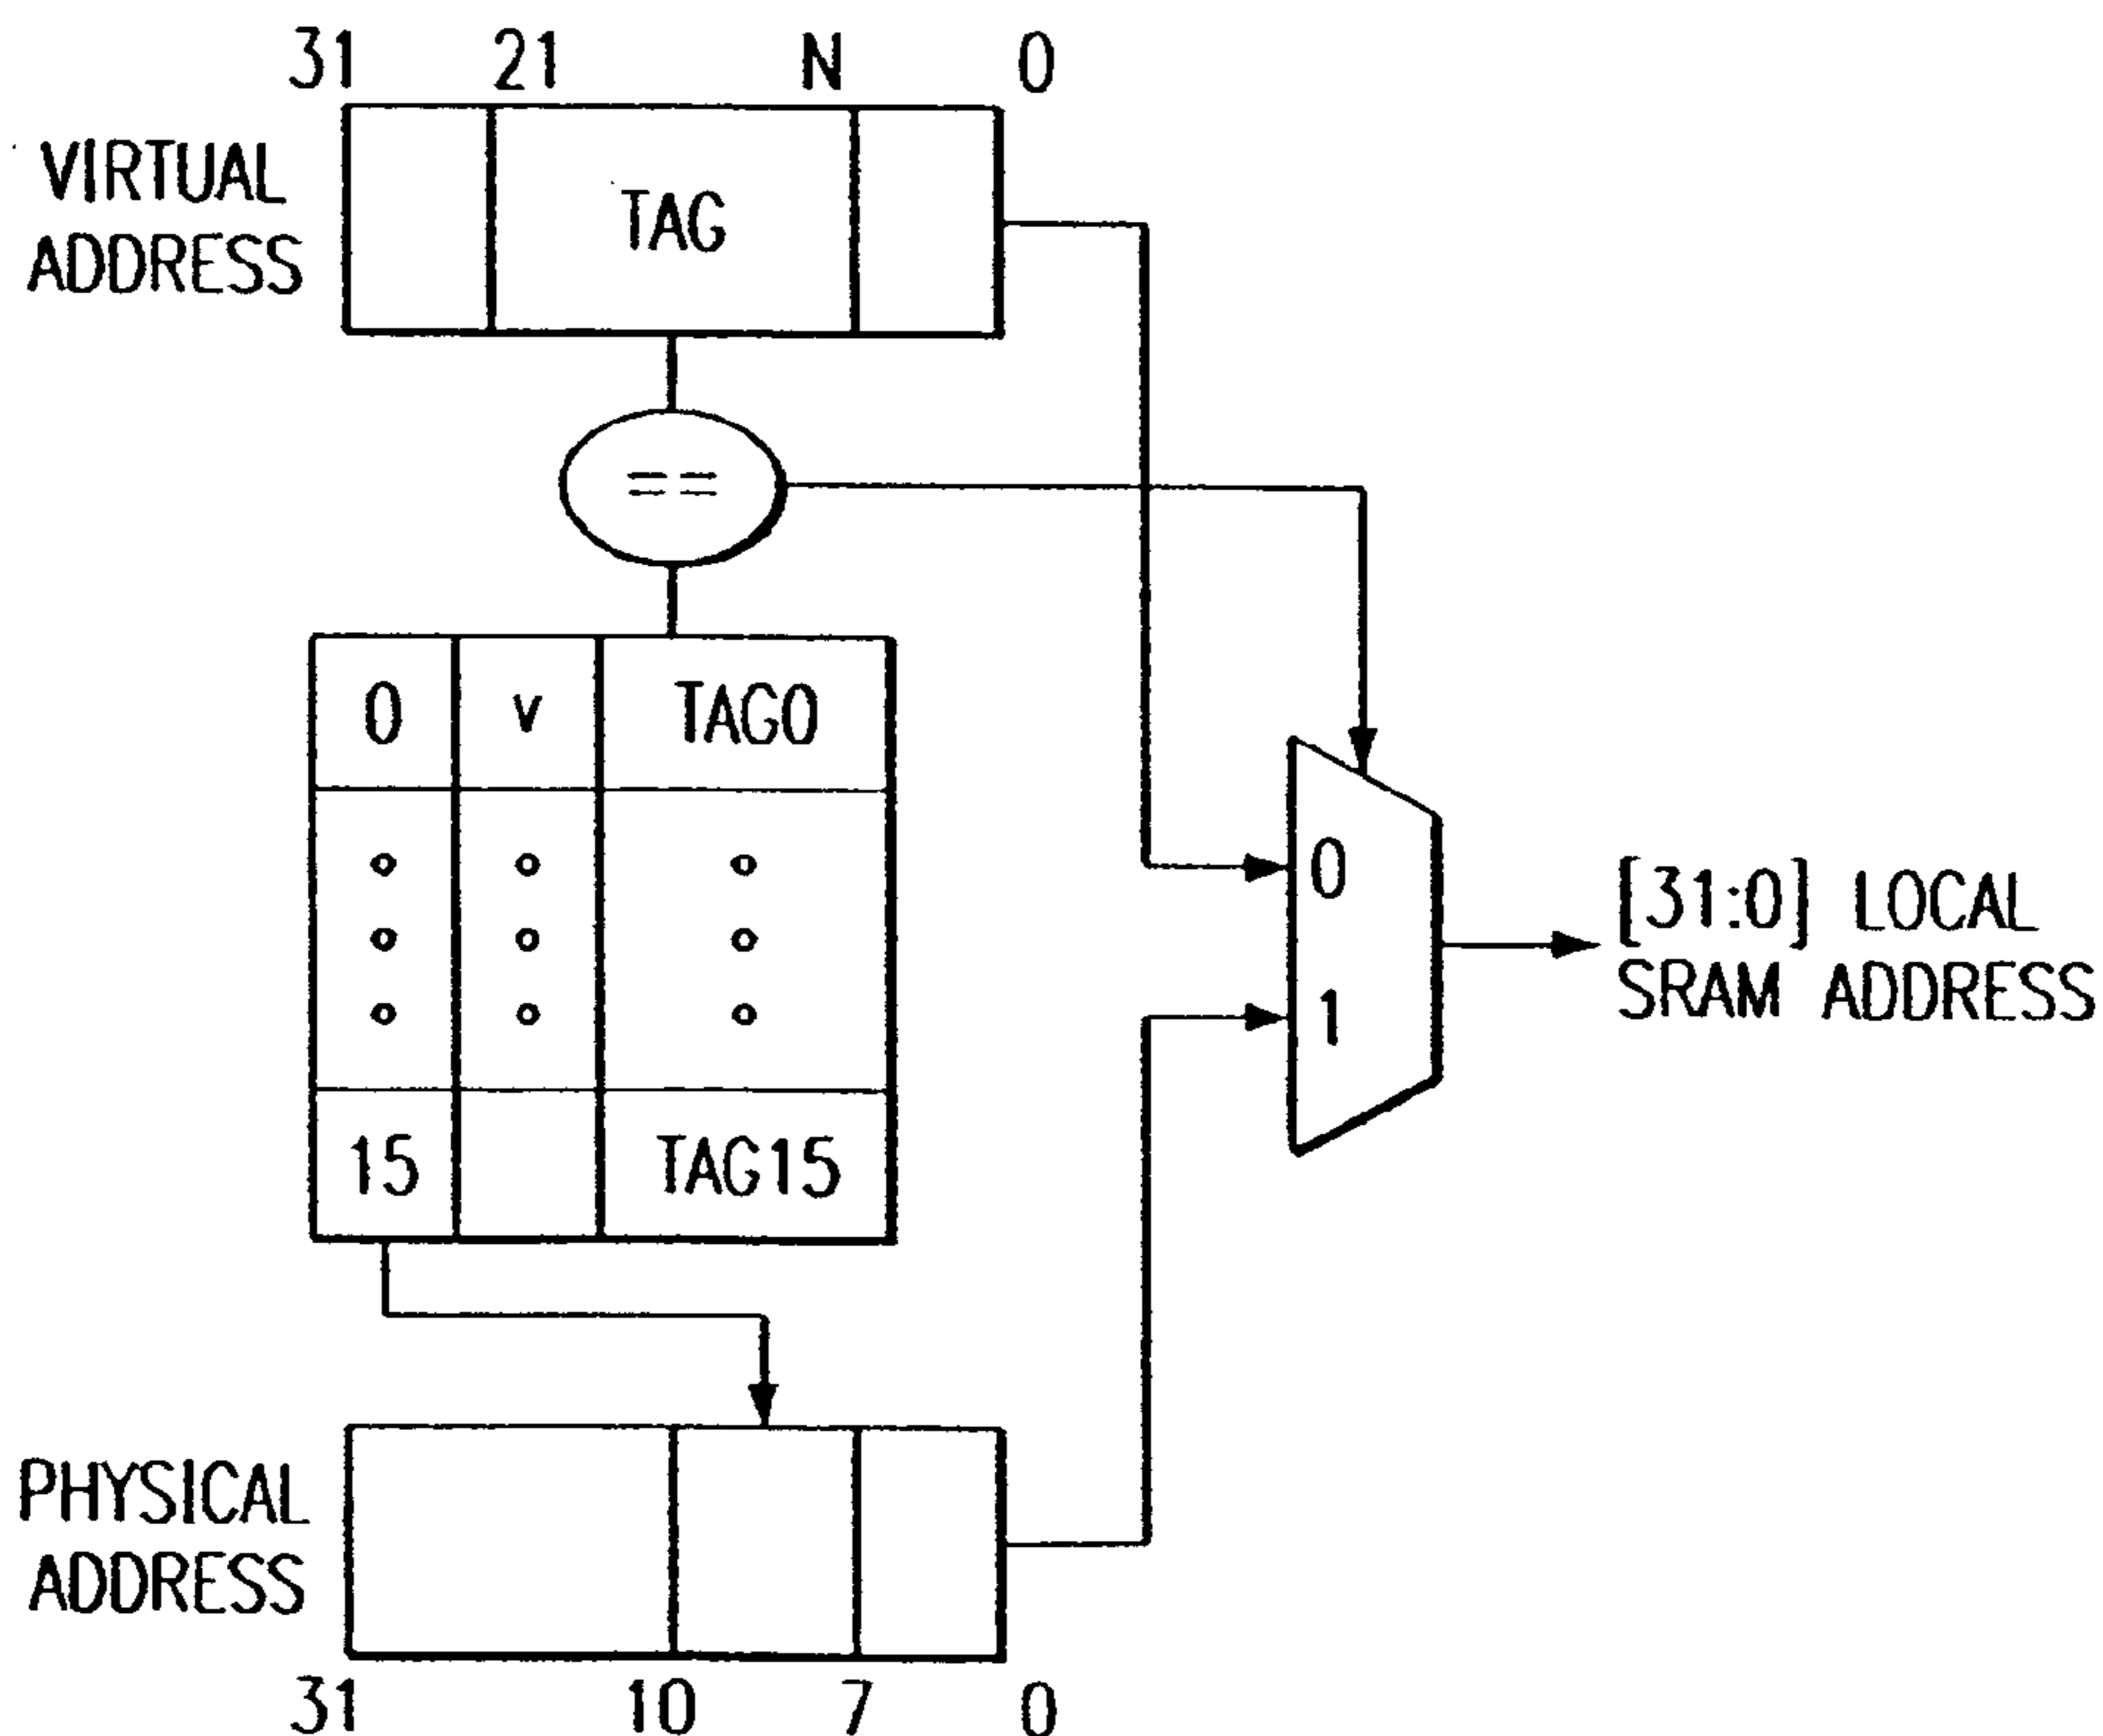 31 21 N 0
VIRTUAL
ADDRESS
TAG
==
0 v TAG0
15 TAG15
0
1
[31:0] LOCAL
SRAM ADDRESS
PHYSICAL
ADDRESS
31 10 7 0